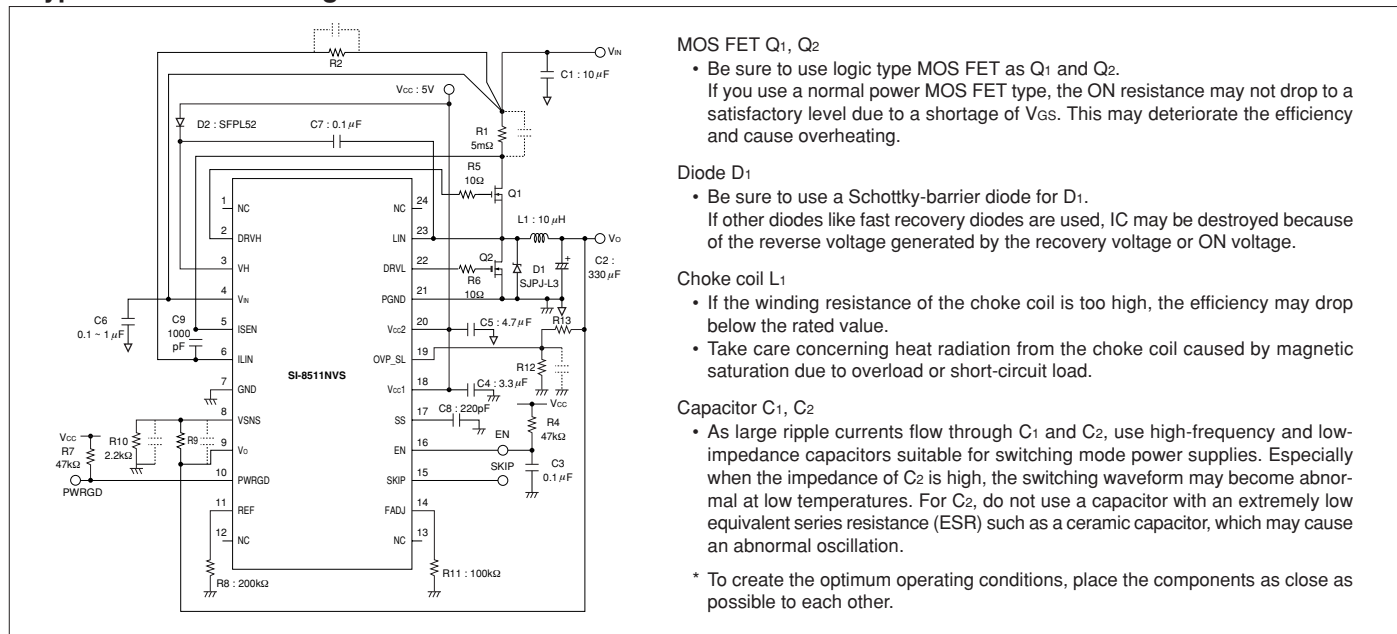 R2
VIN
C1 : 10 µF
Vcc : 5V
D2 : SFPL52
C7 : 0.1 µF
R1
5mΩ
R5
10Ω
Q1
1
NC
NC
24
L1 : 10 µH
2
DRVH
LIN
23
Vo
Q2
C2 :
330 µF
3
VH
DRVL
22
D1
SJPJ-L3
R6
10Ω
4
VIN
PGND
21
C6
0.1 ~ 1 µF
C9
1000
pF
R13
5
ISEN
Vcc2
20
C5 : 4.7 µF
6
ILIN
OVP_SL
19
R12
SI-8511NVS
7
GND
Vcc1
18
C4 : 3.3 µF
8
VSNS
SS
17
C8 : 220pF
Vcc
Vcc
R7
47kΩ
R10
2.2kΩ
R9
R4
47kΩ
9
Vo
EN
16
EN
C3
0.1 µF
10
PWRGD
SKIP
15
SKIP
PWRGD
11
REF
FADJ
14
12
NC
NC
13
R8 : 200kΩ
R11 : 100kΩ
MOS FET Q1, Q2
• Be sure to use logic type MOS FET as Q1 and Q2.
If you use a normal power MOS FET type, the ON resistance may not drop to a
satisfactory level due to a shortage of VGS. This may deteriorate the efficiency
and cause overheating.
Diode D1
• Be sure to use a Schottky-barrier diode for D1.
If other diodes like fast recovery diodes are used, IC may be destroyed because
of the reverse voltage generated by the recovery voltage or ON voltage.
Choke coil L1
• If the winding resistance of the choke coil is too high, the efficiency may drop
below the rated value.
• Take care concerning heat radiation from the choke coil caused by magnetic
saturation due to overload or short-circuit load.
Capacitor C1, C2
• As large ripple currents flow through C1 and C2, use high-frequency and low-
impedance capacitors suitable for switching mode power supplies. Especially
when the impedance of C2 is high, the switching waveform may become abnor-
mal at low temperatures. For C2, do not use a capacitor with an extremely low
equivalent series resistance (ESR) such as a ceramic capacitor, which may cause
an abnormal oscillation.
* To create the optimum operating conditions, place the components as close as
possible to each other.